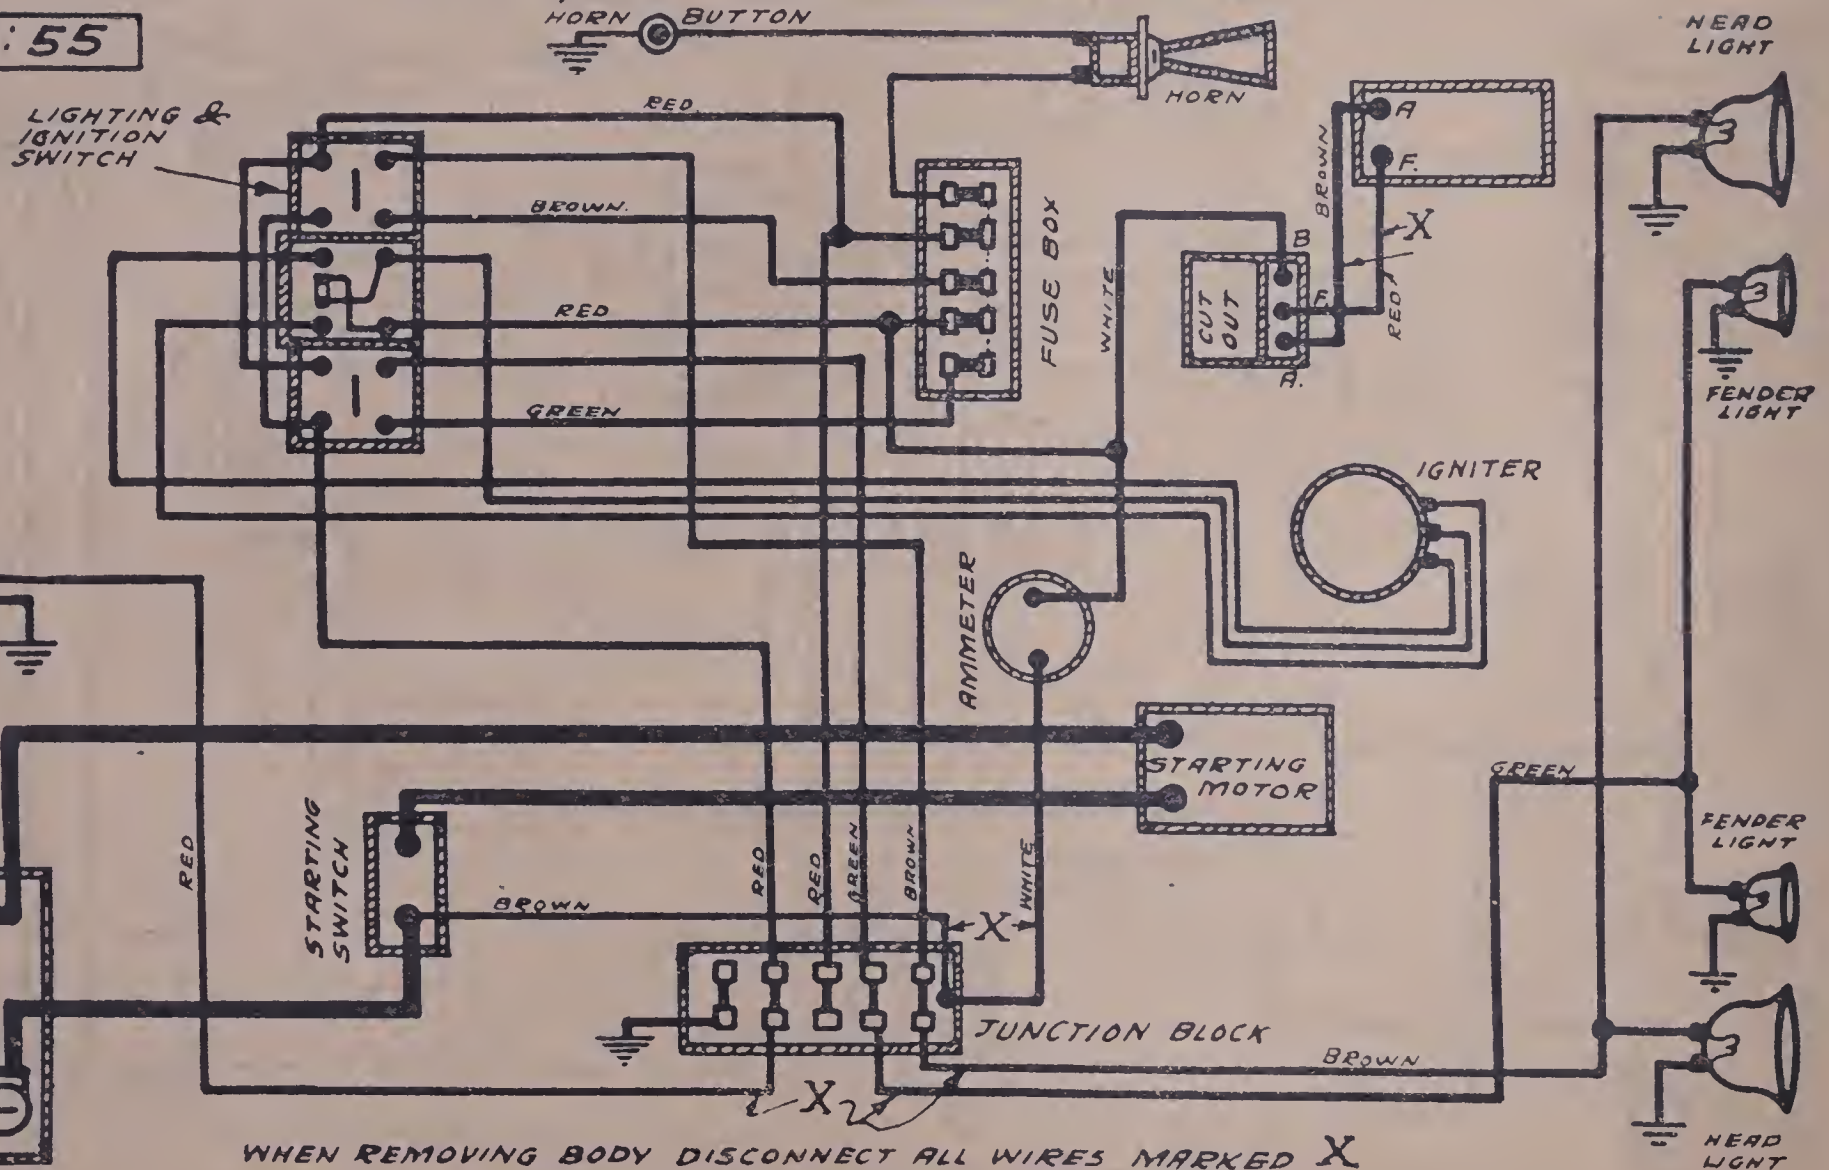 : 55
HORN BUTTON
HORN
HEAD
LIGHT
LIGHTING &
IGNITION
SWITCH
RED
BROWN.
RED
GREEN
FUSE BOX
WHITE
CUT
OUT
B
F.
A.
BROWN
A
F.
X
RED
FENDER
LIGHT
IGNITER
AMMETER
STARTING
MOTOR
GREEN
FENDER
LIGHT
RED
STARTING
SWITCH
BROWN
RED
RED
GREEN
BROWN
X
WHITE
JUNCTION BLOCK
BROWN
X
HEAD
LIGHT
WHEN REMOVING BODY DISCONNECT ALL WIRES MARKED X